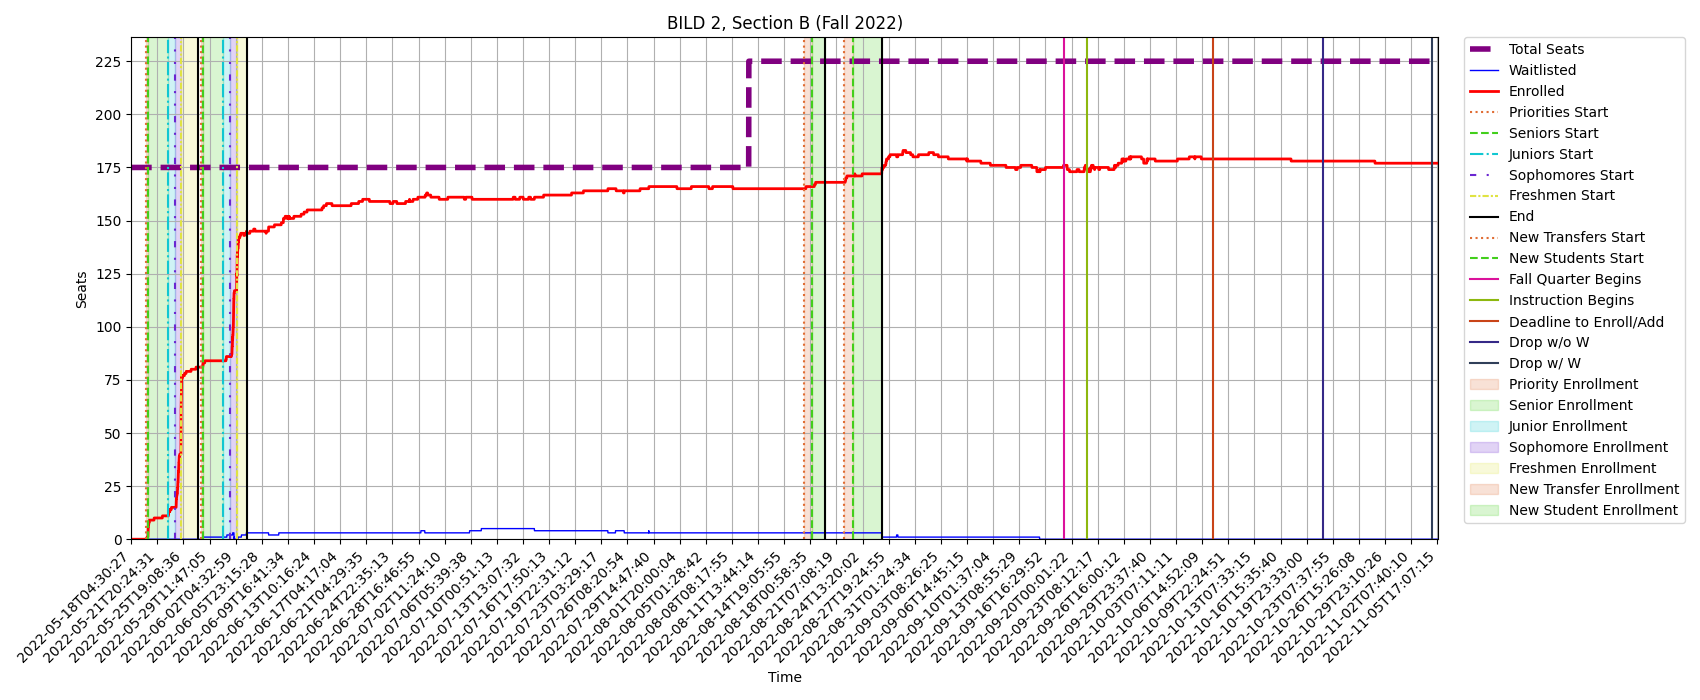 BILD 2, Section B (Fall 2022)
Seats
225
200
175
150
125
100
75
50
25
0
2022-05-18T04:30:27
2022-05-21T20:24:31
2022-05-25T19:08:36
2022-05-29T11:47:05
2022-06-02T04:32:59
2022-06-05T23:15:28
2022-06-09T16:41:34
2022-06-13T10:16:24
2022-06-17T04:17:04
2022-06-21T04:29:35
2022-06-24T22:35:13
2022-06-28T16:46:55
2022-07-02T11:24:10
2022-07-06T05:39:38
2022-07-10T00:51:13
2022-07-13T13:07:32
2022-07-16T17:50:13
2022-07-19T22:31:12
2022-07-23T03:29:17
2022-07-26T08:20:54
2022-07-29T14:47:40
2022-08-01T20:00:04
2022-08-05T01:28:42
2022-08-08T08:17:55
2022-08-11T13:44:14
2022-08-14T19:05:55
2022-08-18T00:58:35
2022-08-21T07:08:19
2022-08-24T13:20:02
2022-08-27T19:24:55
2022-08-31T01:24:34
2022-09-03T08:26:25
2022-09-06T14:45:15
2022-09-10T01:37:04
2022-09-13T08:55:29
2022-09-16T16:29:52
2022-09-20T00:01:22
2022-09-23T08:12:17
2022-09-26T16:00:12
2022-09-29T23:37:40
2022-10-03T07:11:11
2022-10-06T14:52:09
2022-10-09T22:24:51
2022-10-13T07:33:15
2022-10-16T15:35:40
2022-10-19T23:33:00
2022-10-23T07:37:55
2022-10-26T15:26:08
2022-10-29T23:10:26
2022-11-02T07:40:10
2022-11-05T17:07:15
Time
Total Seats
Waitlisted
Enrolled
Priorities Start
Seniors Start
Juniors Start
Sophomores Start
Freshmen Start
End
New Transfers Start
New Students Start
Fall Quarter Begins
Instruction Begins
Deadline to Enroll/Add
Drop w/o W
Drop w/ W
Priority Enrollment
Senior Enrollment
Junior Enrollment
Sophomore Enrollment
Freshmen Enrollment
New Transfer Enrollment
New Student Enrollment